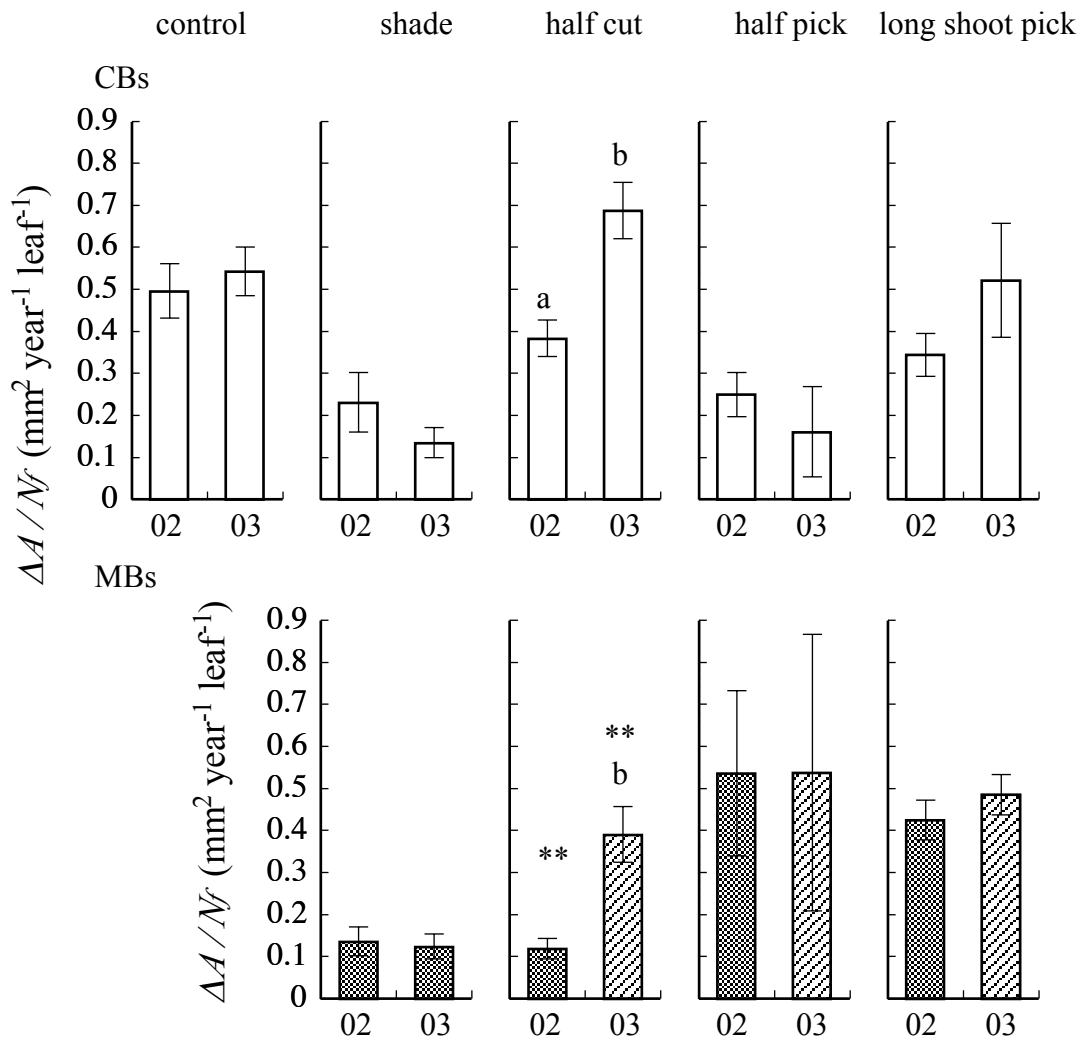 control shade half cut half pick long shoot pick
CBs
ΔA / Nf (mm² year⁻¹ leaf⁻¹)
0.9
0.8
0.7
0.6
0.5
0.4
0.3
0.2
0.1
0
a
b
02 03 02 03 02 03 02 03 02 03
MBs
ΔA / Nf (mm² year⁻¹ leaf⁻¹)
0.9
0.8
0.7
0.6
0.5
0.4
0.3
0.2
0.1
0
**
**
b
02 03 02 03 02 03 02 03